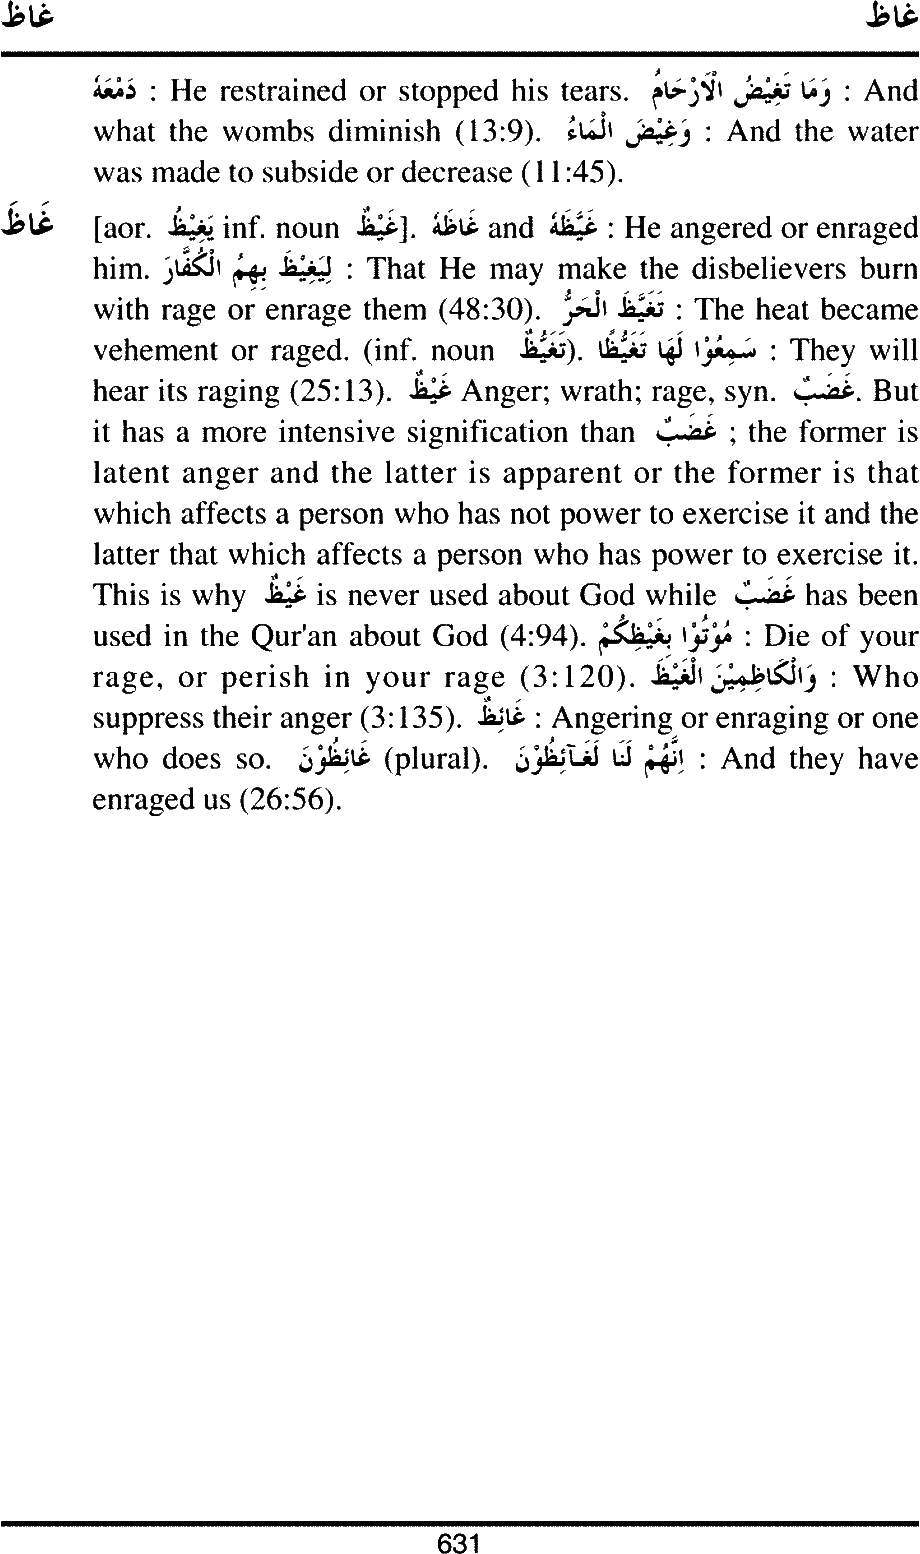 غاظ غاظ
دَمْعَهٗ : He restrained or stopped his tears. وَمَا تَغِيْضُ الْاَرْحَامُ : And
what the wombs diminish (13:9). وَغِيْضَ الْمَاءُ : And the water
was made to subside or decrease (11:45).
غَاظَ [aor. يَغِيْظُ inf. noun غَيْظٌ]. غَاظَهٗ and غَيَّظَهٗ : He angered or enraged
him. لِيَغِيْظَ بِهِمُ الْكُفَّارَ : That He may make the disbelievers burn
with rage or enrage them (48:30). تَغَيَّظَ الْحَرُّ : The heat became
vehement or raged. (inf. noun تَغَيُّظٌ). سَمِعُوْا لَهَا تَغَيُّظًا : They will
hear its raging (25:13). غَيْظٌ Anger; wrath; rage, syn. غَضَبٌ. But
it has a more intensive signification than غَضَبٌ ; the former is
latent anger and the latter is apparent or the former is that
which affects a person who has not power to exercise it and the
latter that which affects a person who has power to exercise it.
This is why غَيْظٌ is never used about God while غَضَبٌ has been
used in the Qur'an about God (4:94). مُوْتُوْا بِغَيْظِكُمْ : Die of your
rage, or perish in your rage (3:120). وَالْكَاظِمِيْنَ الْغَيْظَ : Who
suppress their anger (3:135). غَايِظٌ : Angering or enraging or one
who does so. غَائِظُوْنَ (plural). اِنَّهُمْ لَنَا لَغَآئِظُوْنَ : And they have
enraged us (26:56).
631